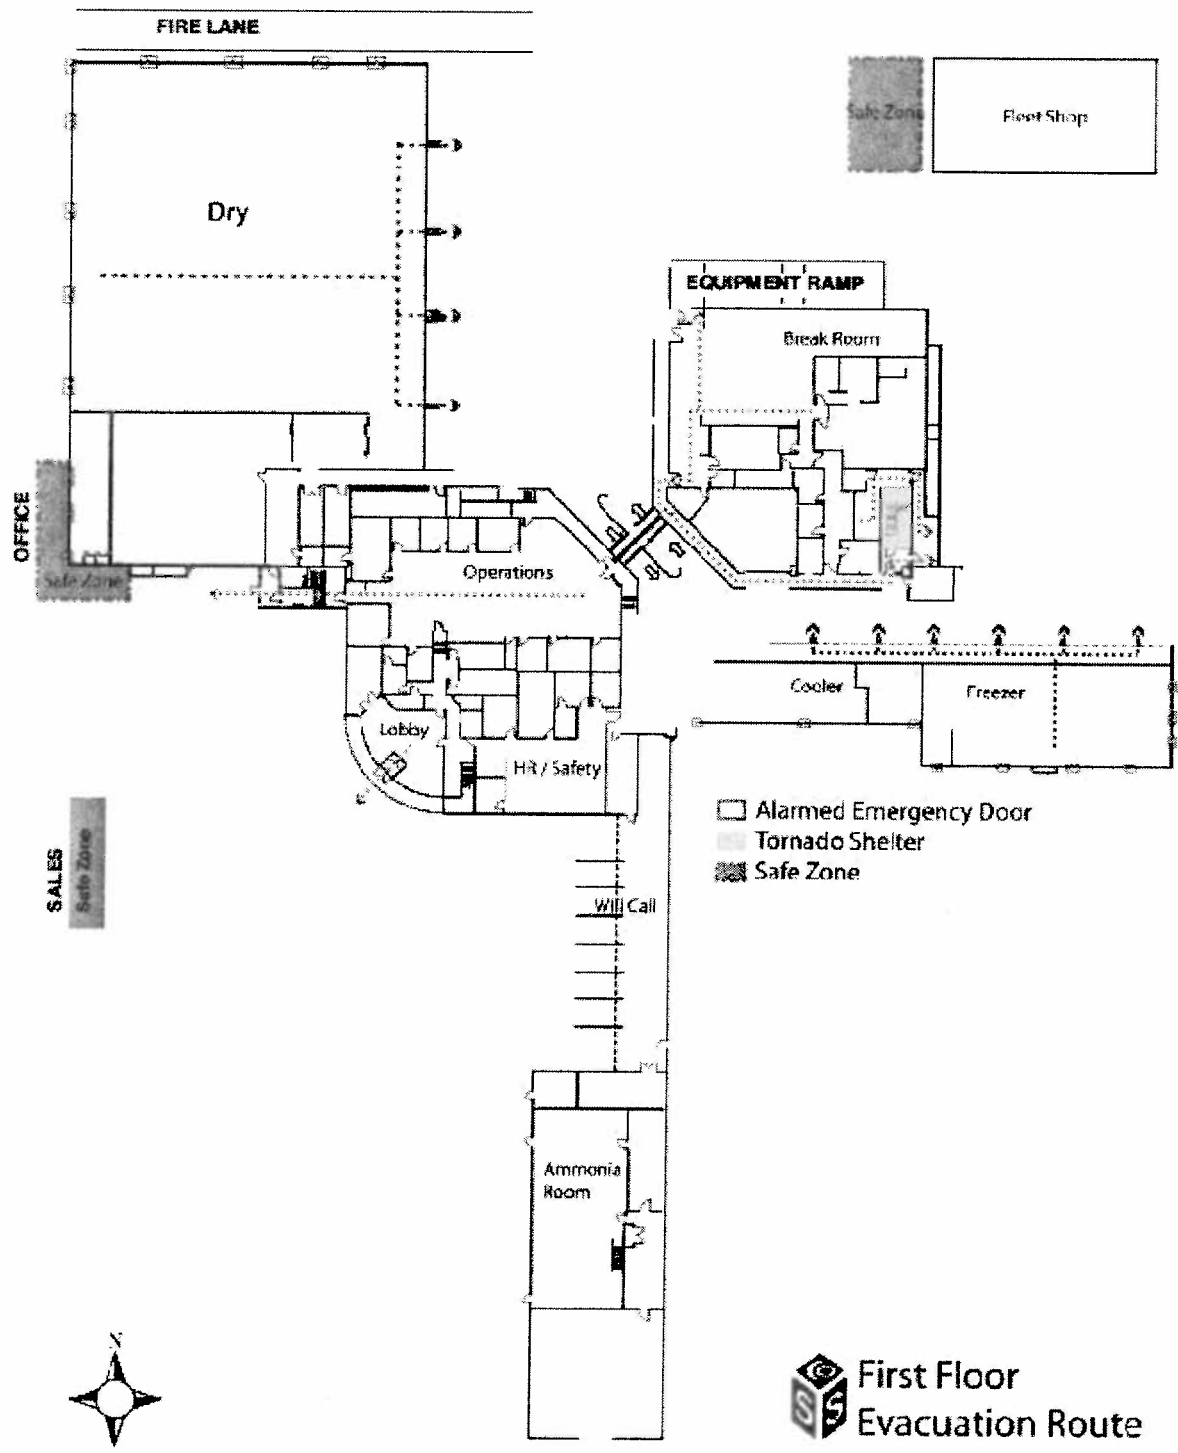 FIRE LANE
Safe Zone
Fleet Shop
Dry
EQUIPMENT RAMP
Break Room
OFFICE
Safe Zone
Operations
Cooler
Freezer
Lobby
HR / Safety
Alarmed Emergency Door
Tornado Shelter
Safe Zone
SALES
Safe Zone
Will Call
Ammonia
Room
N
First Floor
Evacuation Route